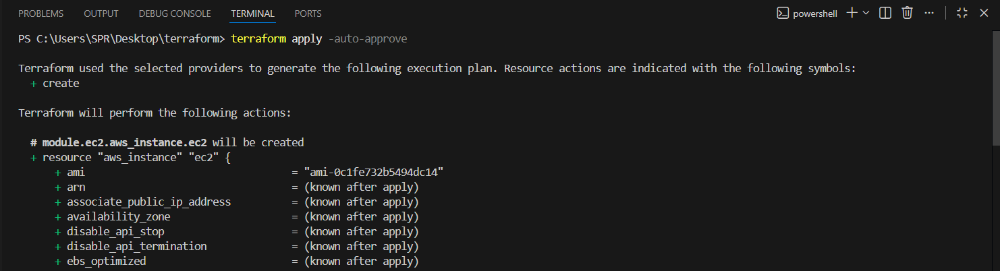 PROBLEMS OUTPUT DEBUG CONSOLE TERMINAL PORTS powershell
PS C:\Users\SPR\Desktop\terraform> terraform apply -auto-approve
Terraform used the selected providers to generate the following execution plan. Resource actions are indicated with the following symbols:
+ create
Terraform will perform the following actions:
# module.ec2.aws_instance.ec2 will be created
+ resource "aws_instance" "ec2" {
+ ami = "ami-0c1fe732b5494dc14"
+ arn = (known after apply)
+ associate_public_ip_address = (known after apply)
+ availability_zone = (known after apply)
+ disable_api_stop = (known after apply)
+ disable_api_termination = (known after apply)
+ ebs_optimized = (known after apply)